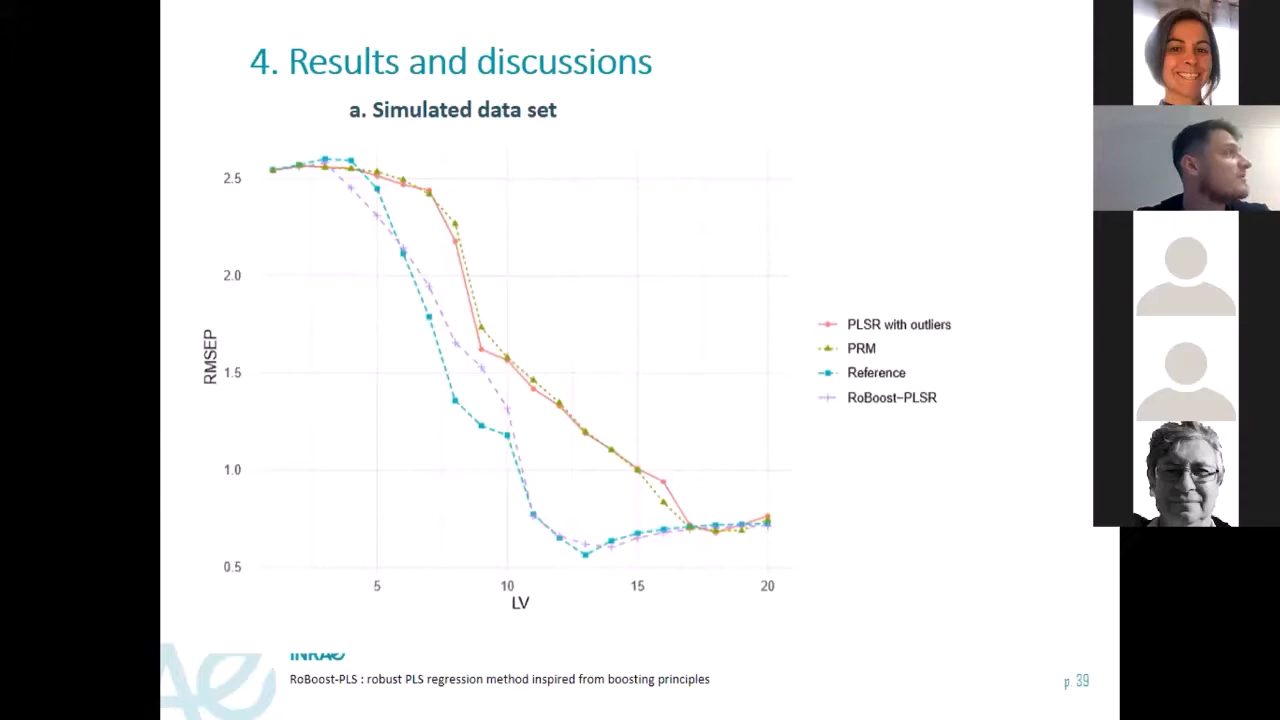 4. Results and discussions
a. Simulated data set
2.5
2.0
1.5
1.0
0.5
RMSEP
5
10
15
20
LV
PLSR with outliers
PRM
Reference
RoBoost-PLSR
INRAE
RoBoost-PLS : robust PLS regression method inspired from boosting principles
p. 39